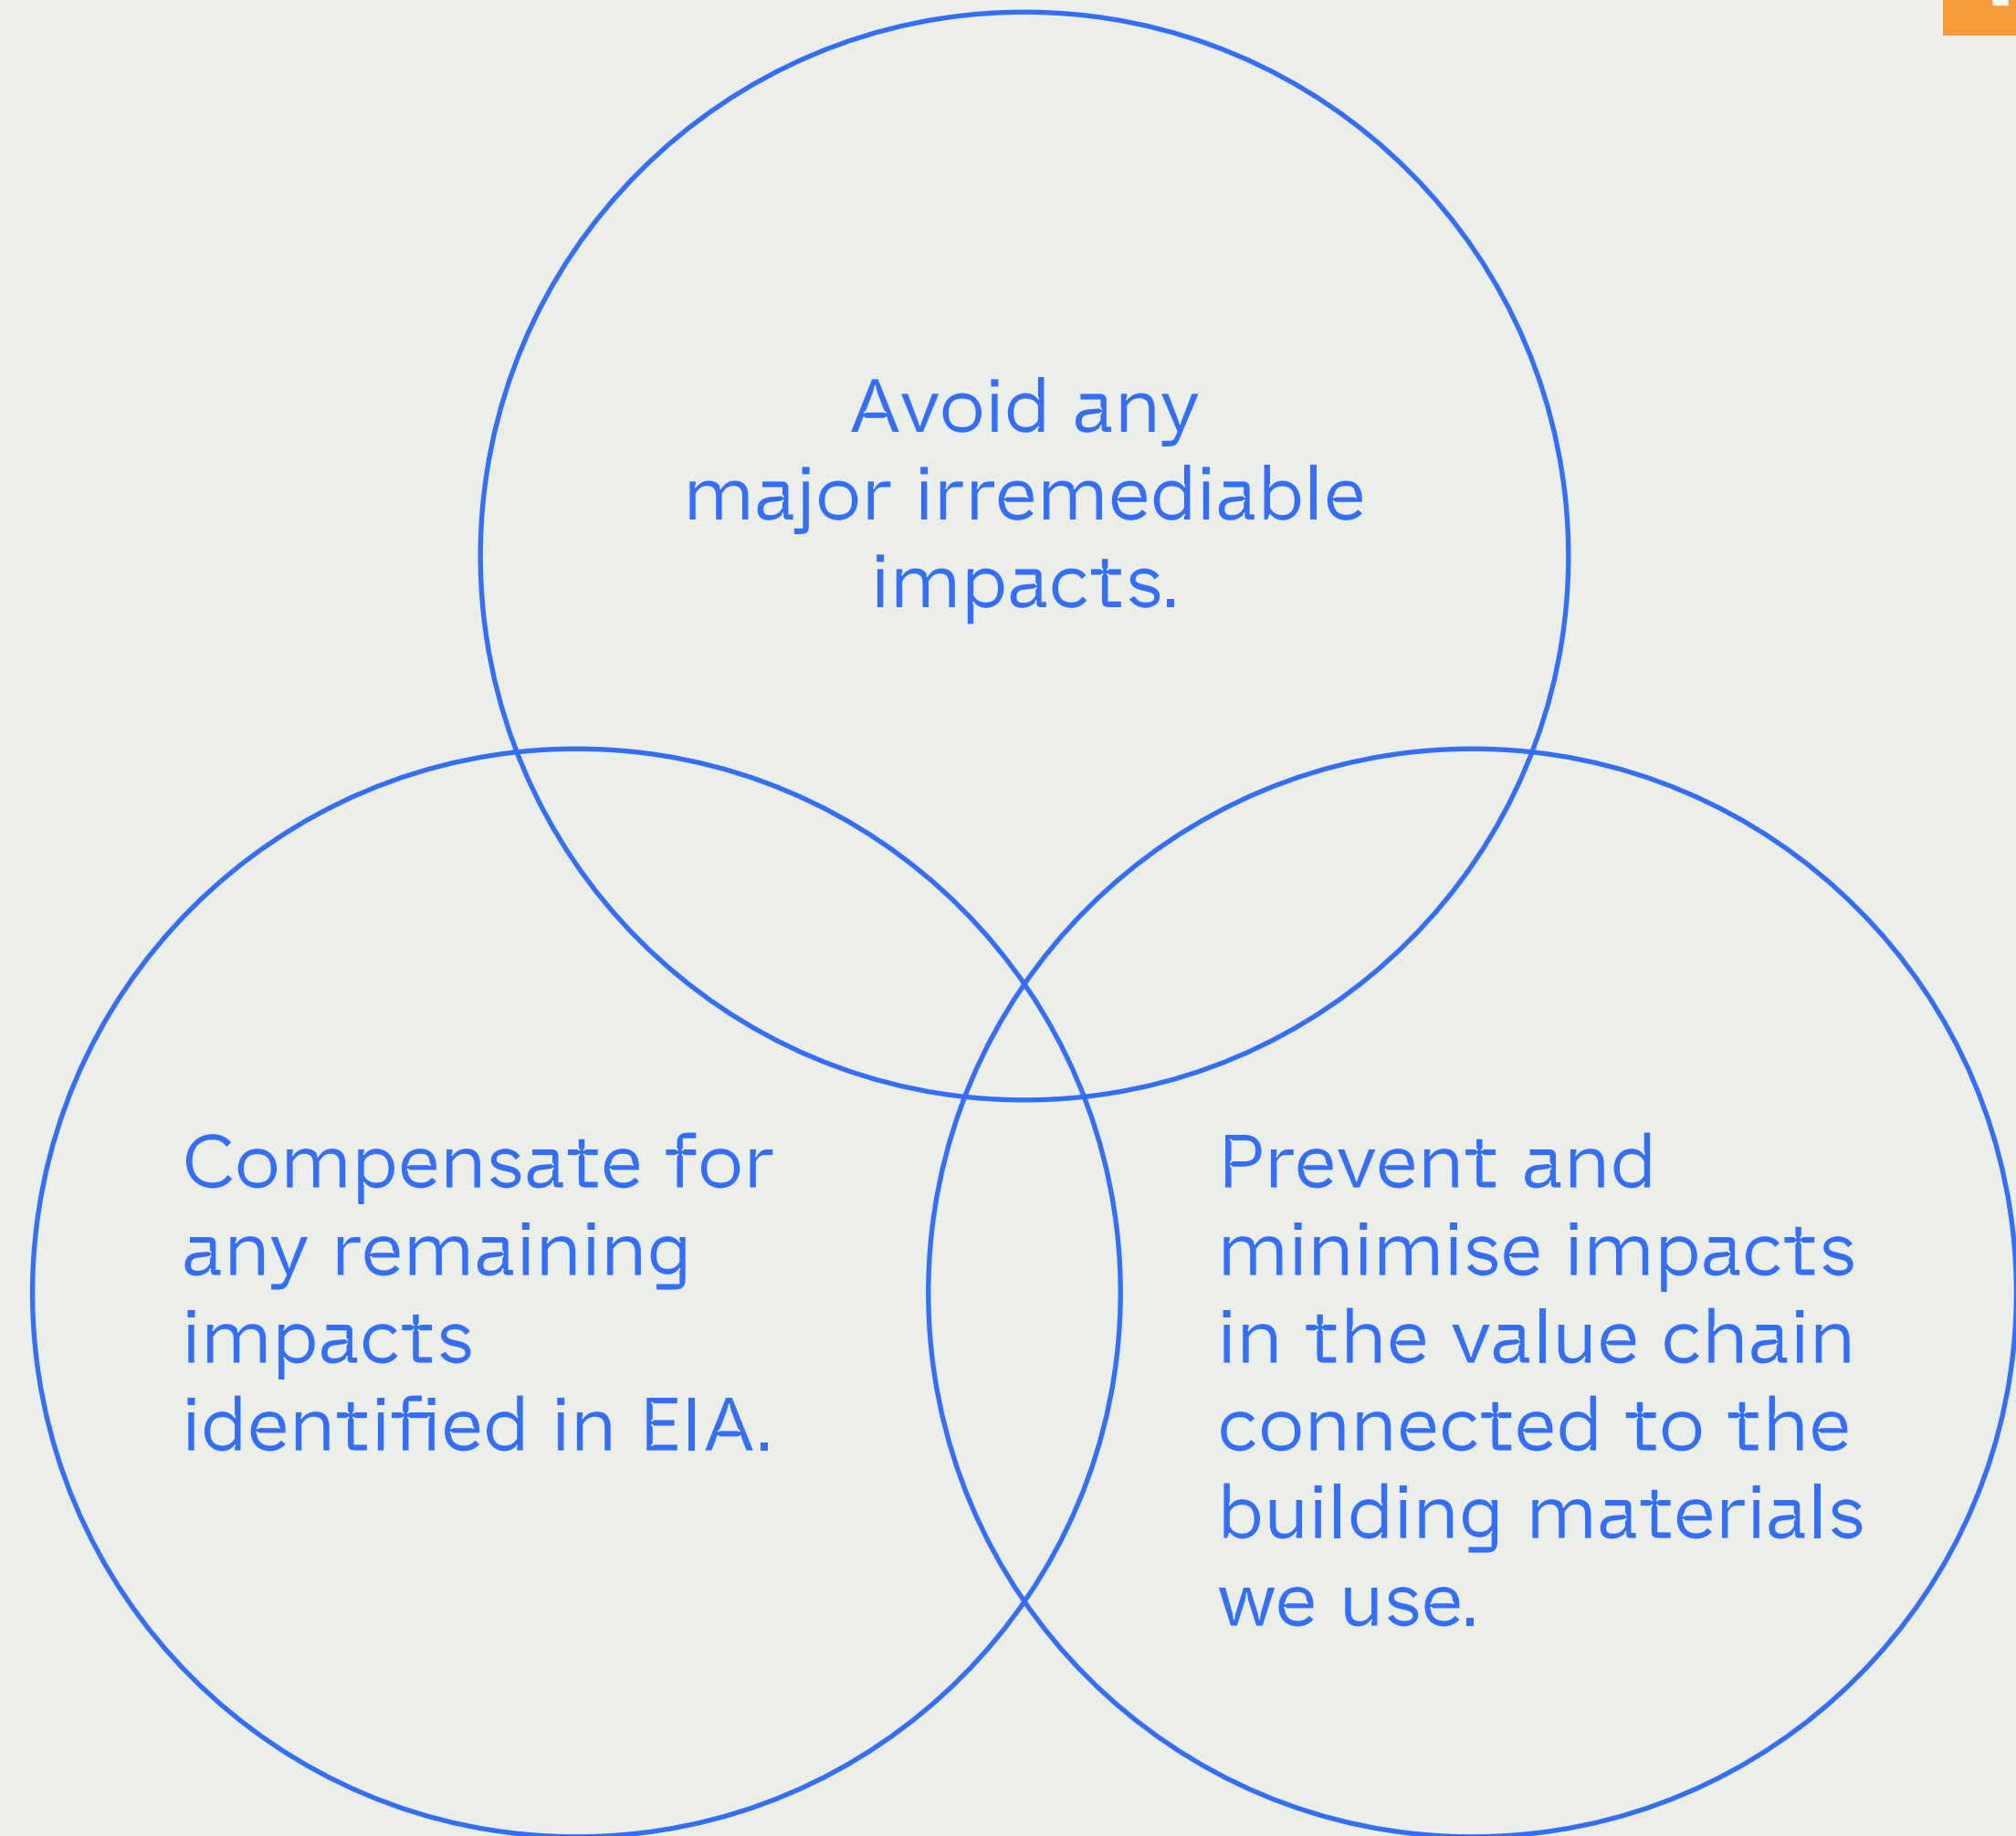 Avoid any
major irremediable
impacts.
Compensate for
any remaining
impacts
identified in EIA.
Prevent and
minimise impacts
in the value chain
connected to the
building materials
we use.